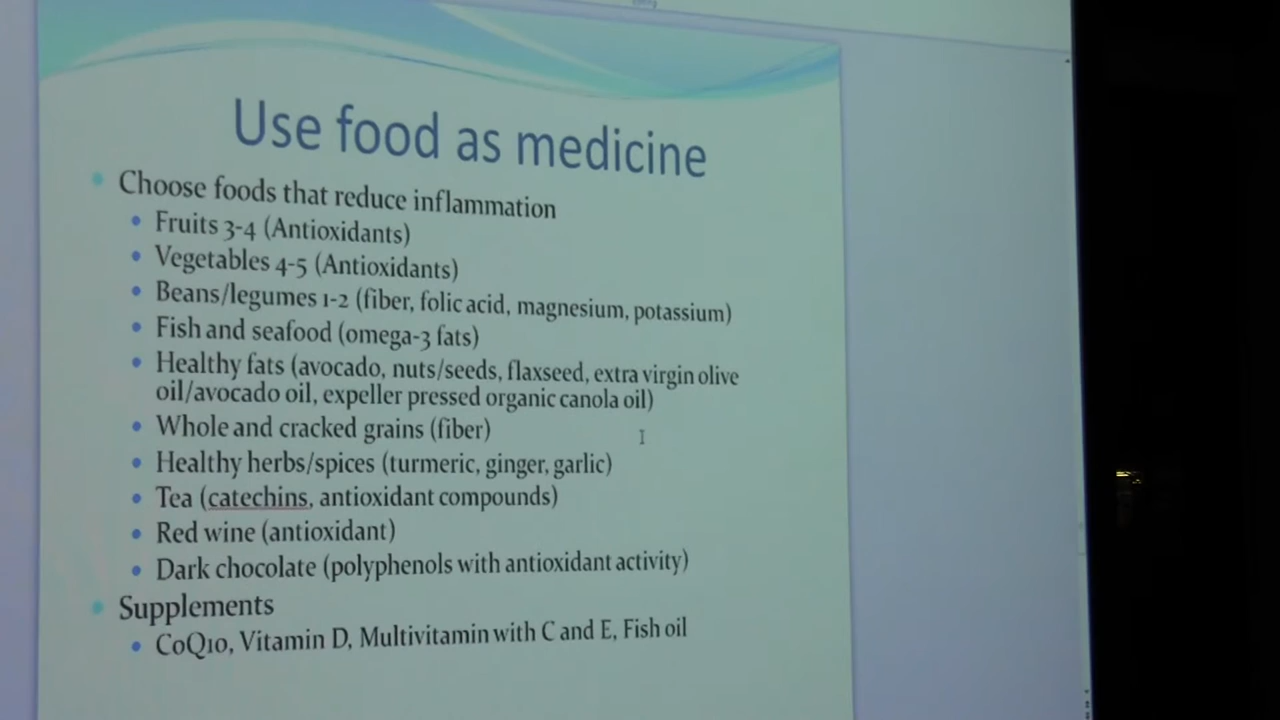 Use food as medicine
Choose foods that reduce inflammation
Fruits 3-4 (Antioxidants)
Vegetables 4-5 (Antioxidants)
Beans/legumes 1-2 (fiber, folic acid, magnesium, potassium)
Fish and seafood (omega-3 fats)
Healthy fats (avocado, nuts/seeds, flaxseed, extra virgin olive
oil/avocado oil, expeller pressed organic canola oil)
Whole and cracked grains (fiber)
Healthy herbs/spices (turmeric, ginger, garlic)
Tea (catechins, antioxidant compounds)
Red wine (antioxidant)
Dark chocolate (polyphenols with antioxidant activity)
Supplements
CoQ10, Vitamin D, Multivitamin with C and E, Fish oil